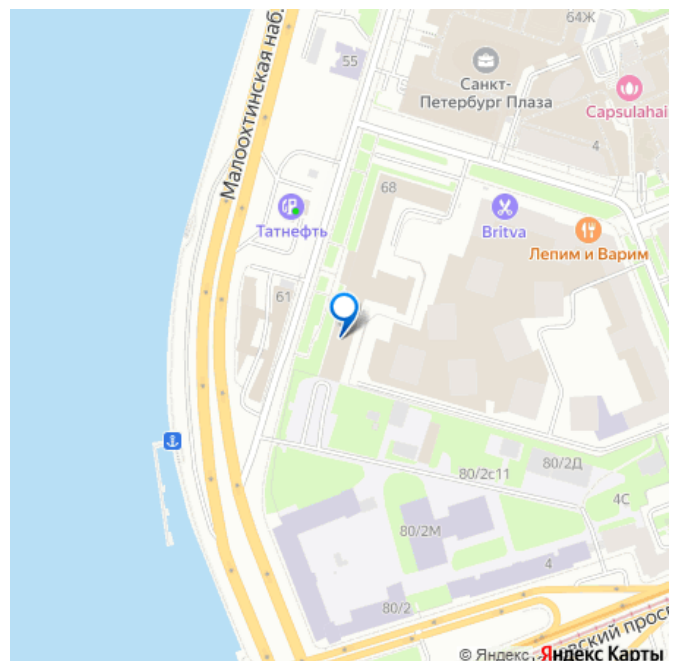 64Ж
55
Санкт-
Петербург Плаза
Capsulahai
4
Малоохтинская наб.
68
Татнефть
Britva
Лепим и Варим
61
80/2с11
80/2Д
4С
80/2М
4
80/2
овский просп
© Яндекс
Яндекс Карты